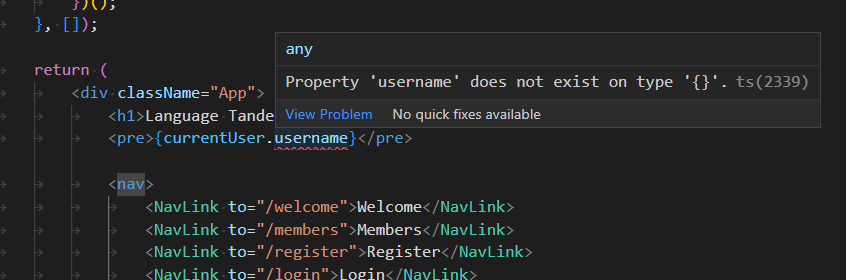 })();
}, []);
any
Property 'username' does not exist on type '{}'. ts(2339)
View Problem No quick fixes available
return (
<div className="App">
<h1>Language Tande
<pre>{currentUser.username}</pre>
<nav>
<NavLink to="/welcome">Welcome</NavLink>
<NavLink to="/members">Members</NavLink>
<NavLink to="/register">Register</NavLink>
<NavLink to="/login">Login</NavLink>